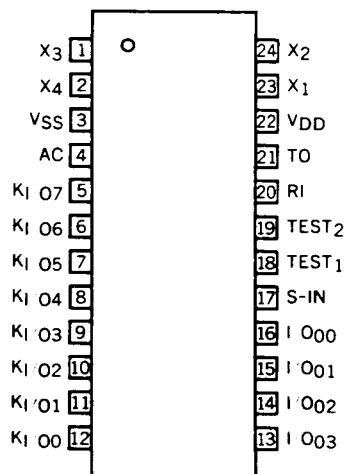 X3 1 24 X2
X4 2 23 X1
VSS 3 22 VDD
AC 4 21 TO
KI O7 5 20 RI
KI O6 6 19 TEST2
KI O5 7 18 TEST1
KI O4 8 17 S-IN
KI/O3 9 16 I O00
KI/O2 10 15 I/O01
KI/O1 11 14 I/O02
KI O0 12 13 I/O03